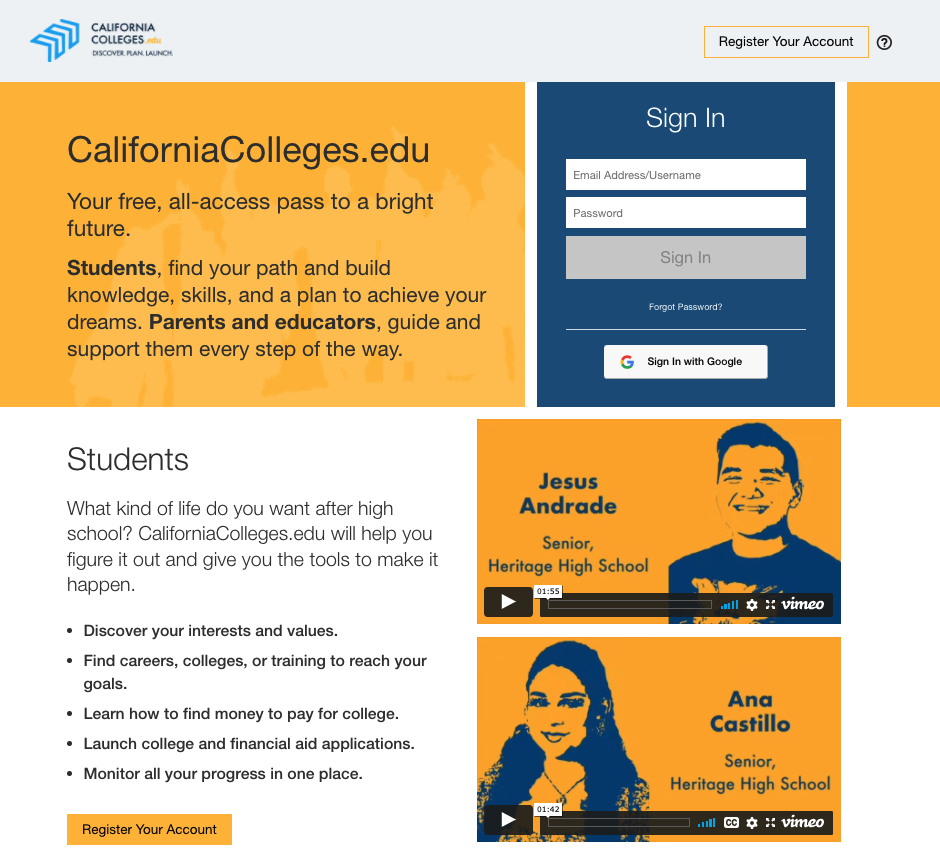 CALIFORNIA
COLLEGES.edu
DISCOVER. PLAN. LAUNCH.
Register Your Account
?
CaliforniaColleges.edu
Your free, all-access pass to a bright
future.
Students, find your path and build
knowledge, skills, and a plan to achieve your
dreams. Parents and educators, guide and
support them every step of the way.
Sign In
Email Address/Username
Password
Sign In
Forgot Password?
G
Sign In with Google
Students
What kind of life do you want after high
school? CaliforniaColleges.edu will help you
figure it out and give you the tools to make it
happen.
• Discover your interests and values.
• Find careers, colleges, or training to reach your
goals.
• Learn how to find money to pay for college.
• Launch college and financial aid applications.
• Monitor all your progress in one place.
Register Your Account
Jesus
Andrade
Senior,
Heritage High School
01:55
vimeo
Ana
Castillo
Senior,
Heritage High School
01:42
CC
vimeo